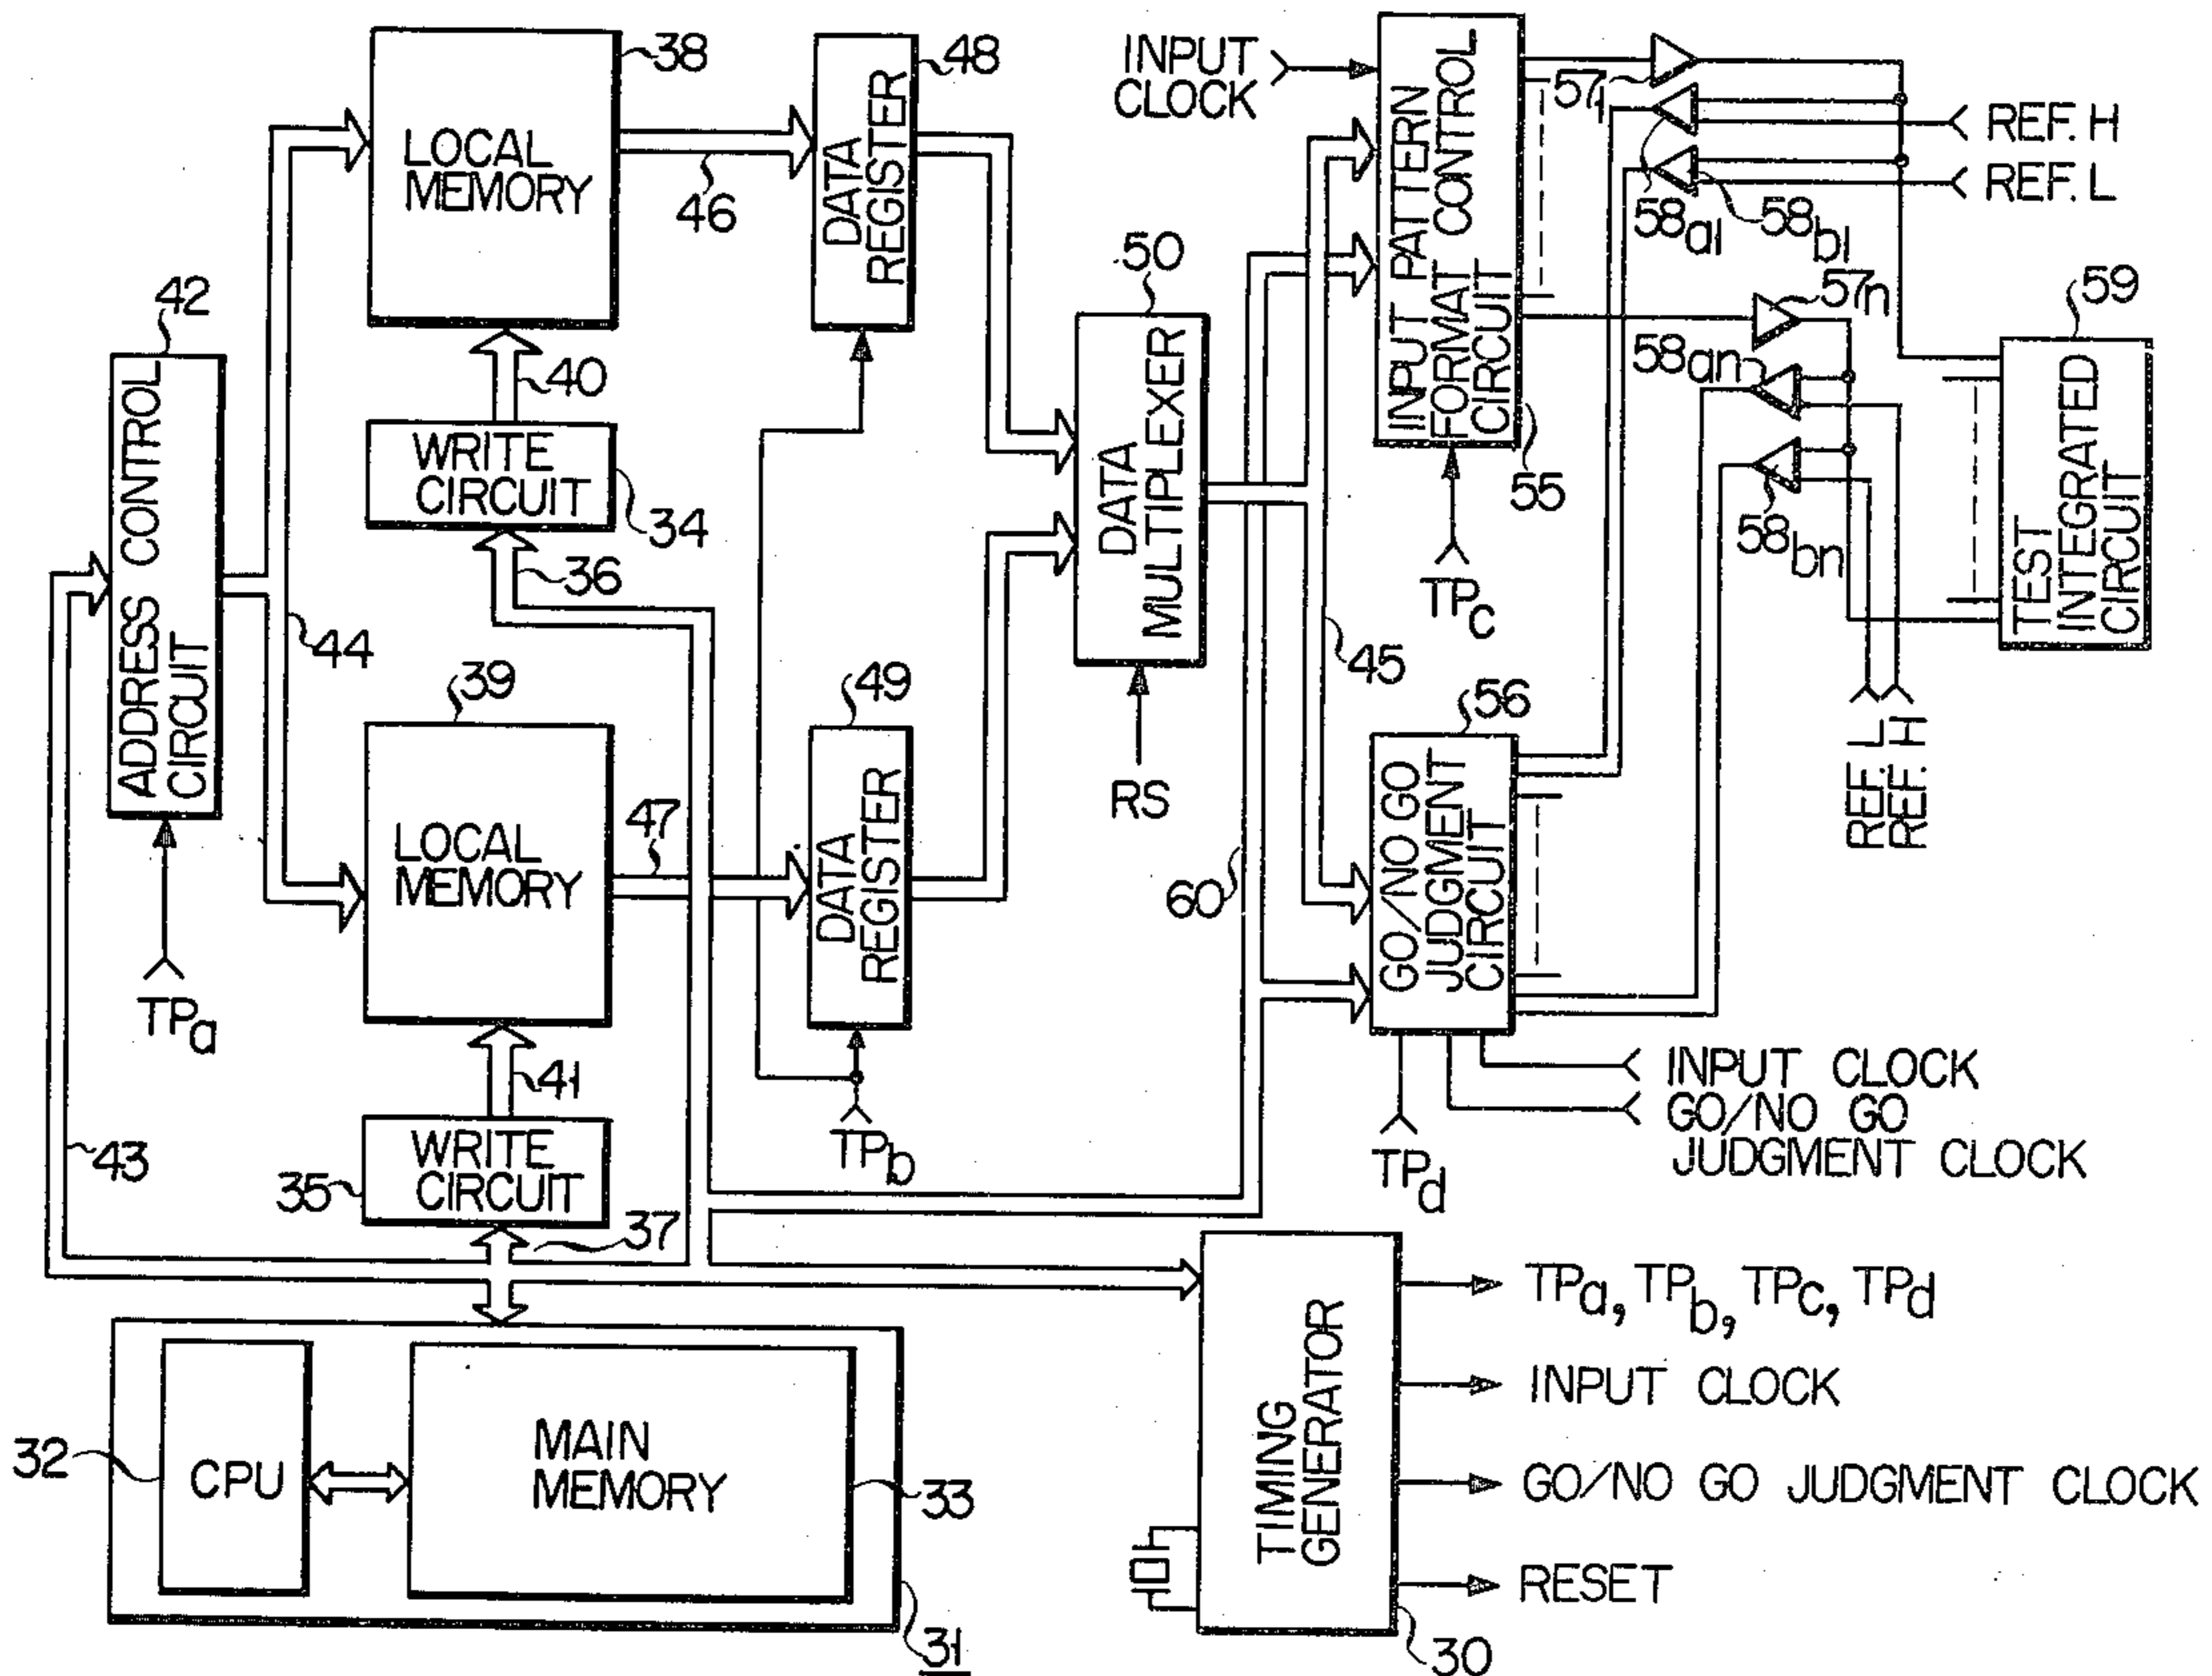 38
LOCAL
MEMORY
48
DATA
REGISTER
46
INPUT
CLOCK
INPUT PATTERN
FORMAT CONTROL
CIRCUIT
55
57₁
REF. H
REF. L
58a1
58b1
57n
58an
58bn
59
TEST
INTEGRATED
CIRCUIT
REF. L
REF. H
42
ADDRESS CONTROL
CIRCUIT
44
40
WRITE
CIRCUIT
34
36
50
DATA
MULTIPLEXER
RS
TPc
45
39
LOCAL
MEMORY
47
49
DATA
REGISTER
60
56
GO/NO GO
JUDGMENT
CIRCUIT
TPa
41
TPb
TPd
INPUT CLOCK
GO/NO GO
JUDGMENT CLOCK
43
WRITE
CIRCUIT
35
37
32
CPU
MAIN
MEMORY
33
31
TIMING
GENERATOR
30
TPa, TPb, TPc, TPd
INPUT CLOCK
GO/NO GO JUDGMENT CLOCK
RESET